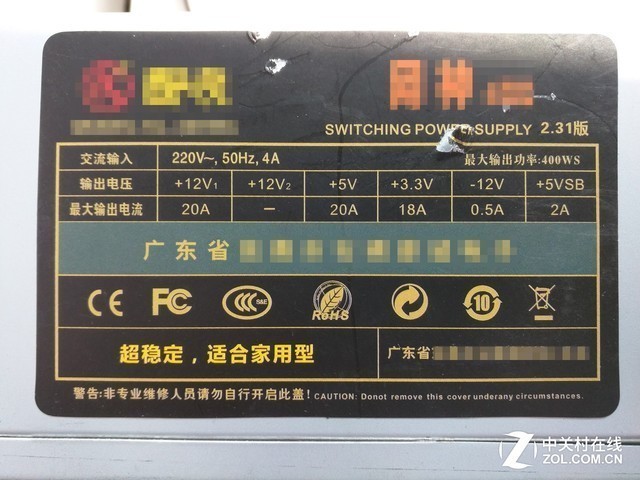 SWITCHING POWER SUPPLY 2.31版
交流输入 220V~, 50Hz, 4A 最大输出功率:400WS
输出电压 +12V1 +12V2 +5V +3.3V -12V +5VSB
最大输出电流 20A — 20A 18A 0.5A 2A
广东省
CE FC CCC S&E RoHS 10
超稳定，适合家用型
广东省
警告:非专业维修人员请勿自行开启此盖! CAUTION: Donot remove this cover underany circumstances.
Z 中关村在线
ZOL.COM.CN